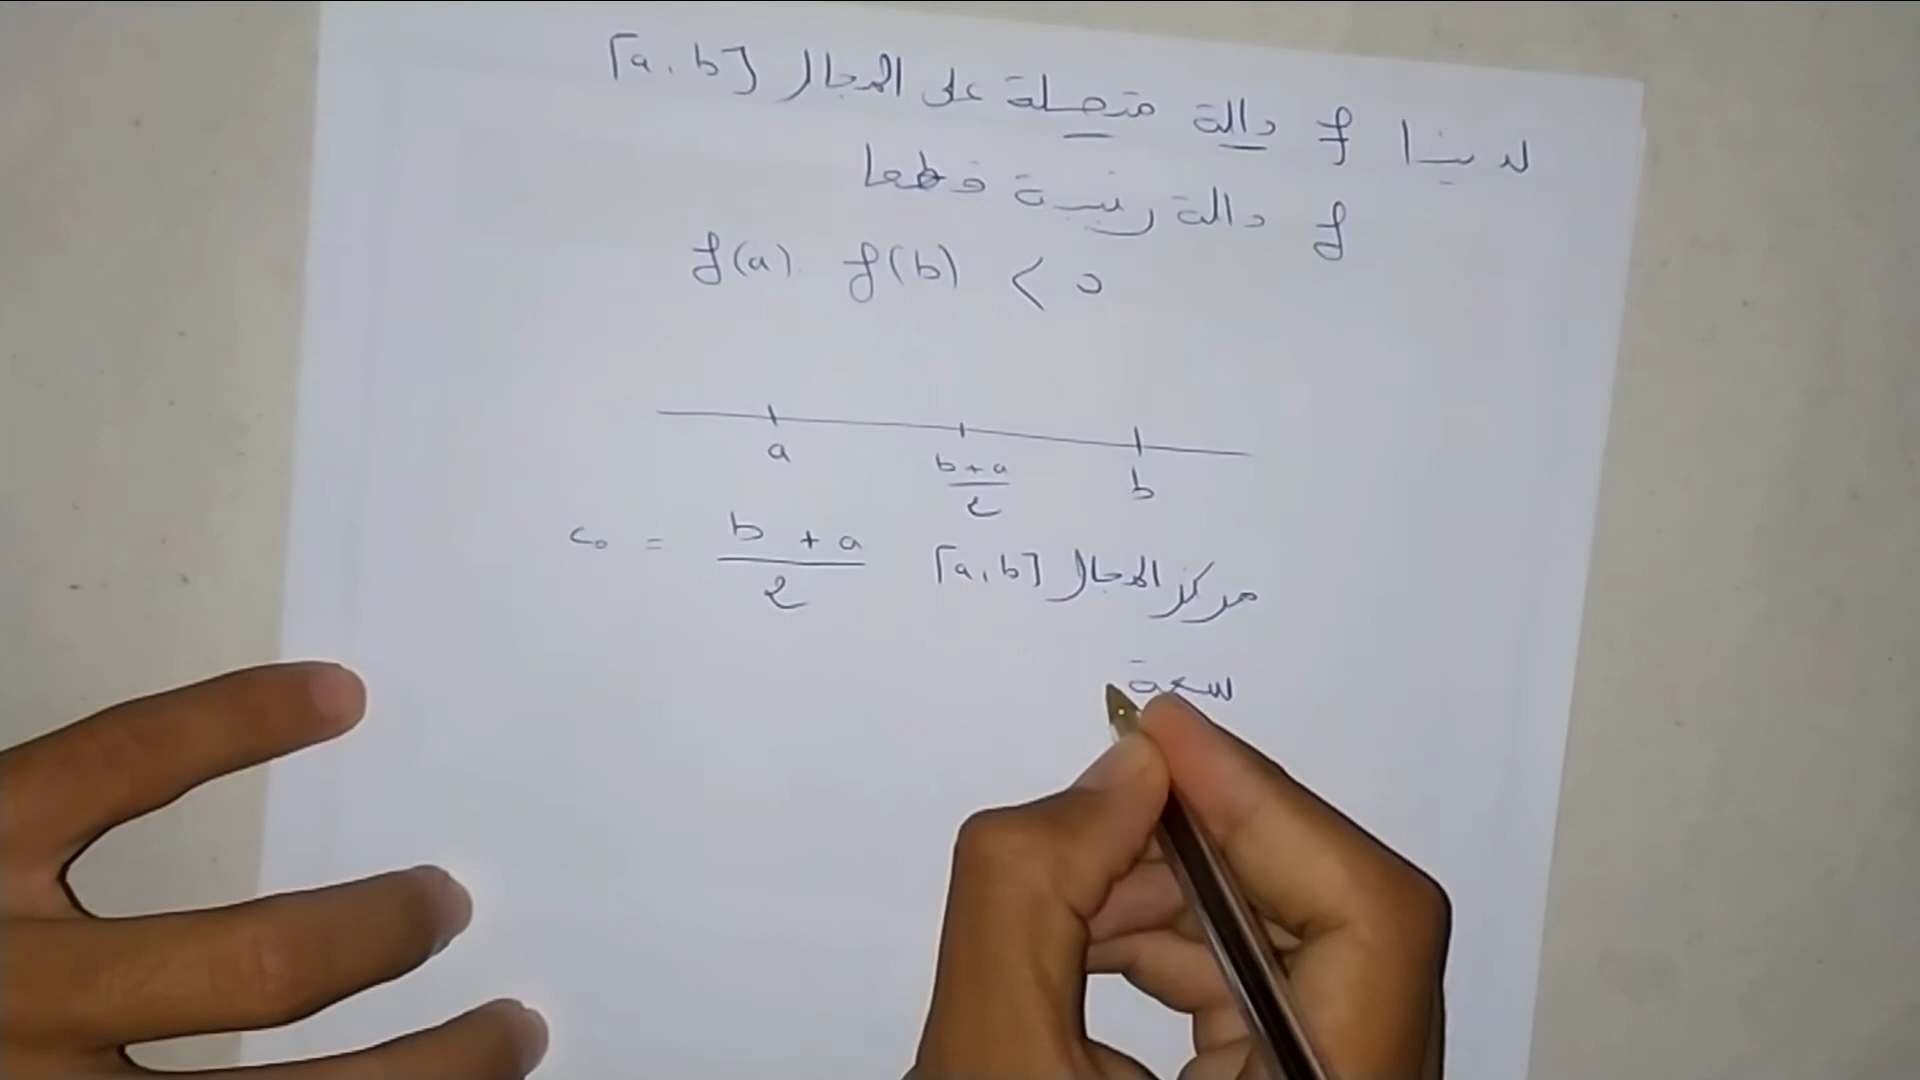 لدينا f دالة متصلة على المجال [a,b]
f دالة رتيبة قطعا
f(a). f(b) < 0
a
b+a/2
b
c₀ = b + a/2 مركز المجال [a,b]
سعة